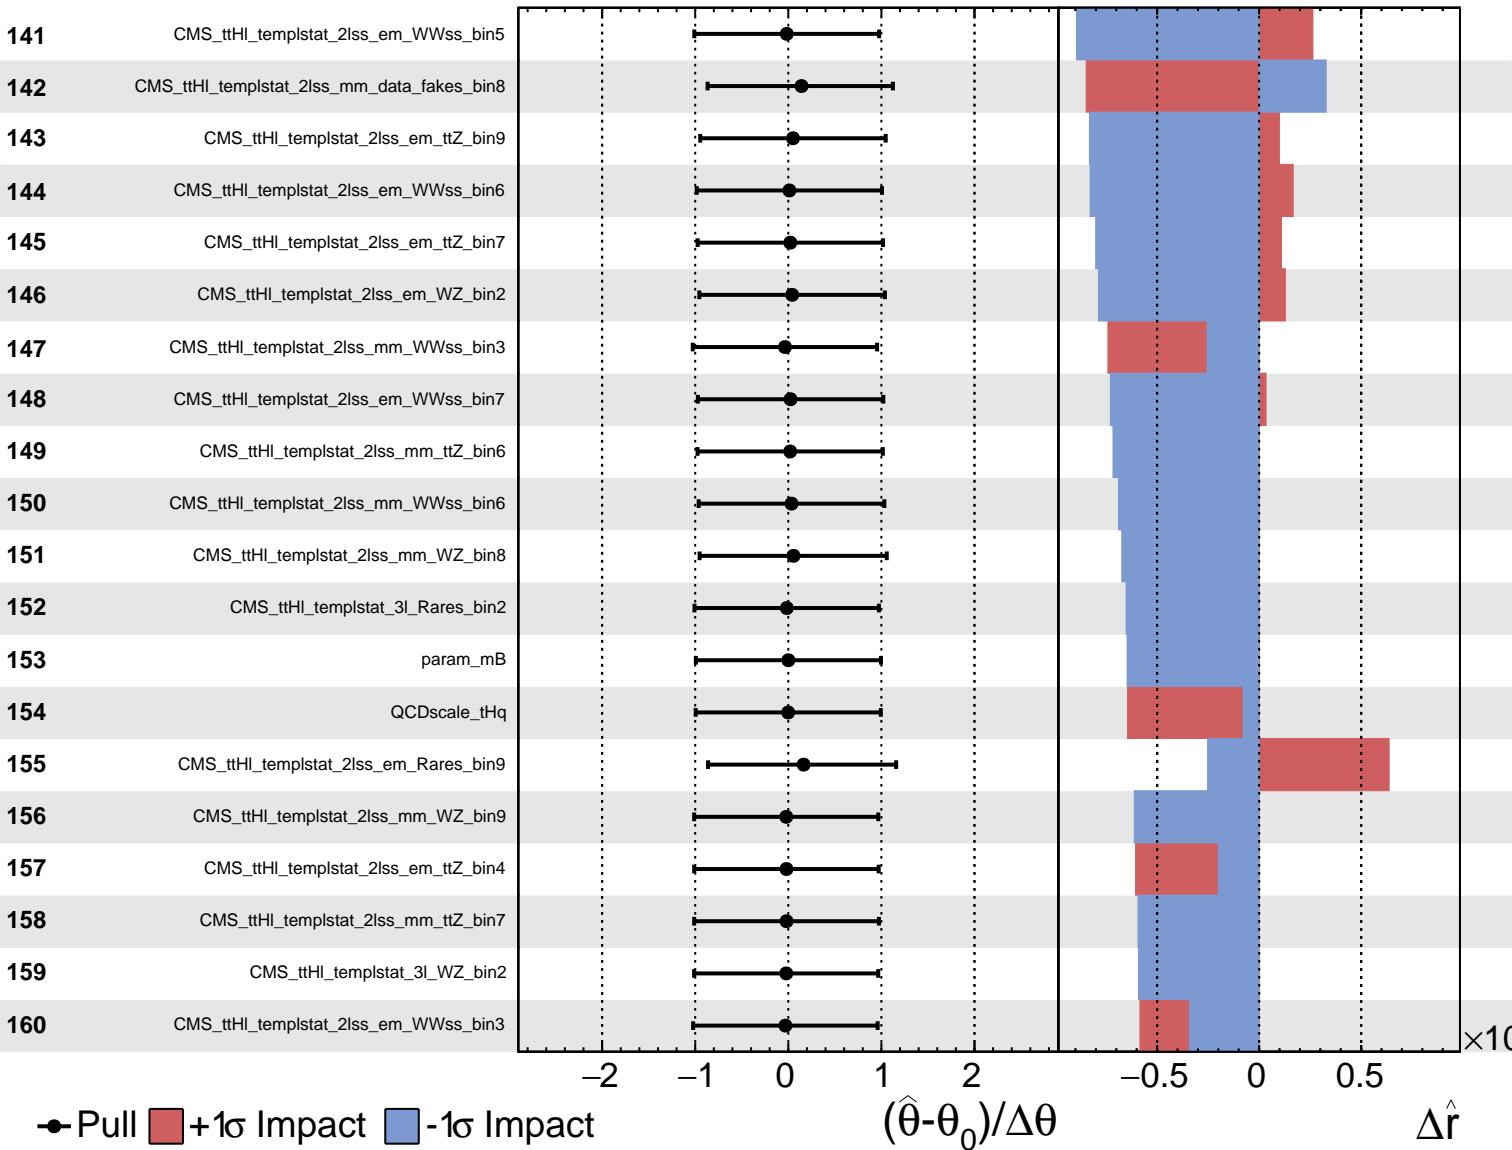 141 CMS_ttHl_templstat_2lss_em_WWss_bin5
142 CMS_ttHl_templstat_2lss_mm_data_fakes_bin8
143 CMS_ttHl_templstat_2lss_em_ttZ_bin9
144 CMS_ttHl_templstat_2lss_em_WWss_bin6
145 CMS_ttHl_templstat_2lss_em_ttZ_bin7
146 CMS_ttHl_templstat_2lss_em_WZ_bin2
147 CMS_ttHl_templstat_2lss_mm_WWss_bin3
148 CMS_ttHl_templstat_2lss_em_WWss_bin7
149 CMS_ttHl_templstat_2lss_mm_ttZ_bin6
150 CMS_ttHl_templstat_2lss_mm_WWss_bin6
151 CMS_ttHl_templstat_2lss_mm_WZ_bin8
152 CMS_ttHl_templstat_3l_Rares_bin2
153 param_mB
154 QCDscale_tHq
155 CMS_ttHl_templstat_2lss_em_Rares_bin9
156 CMS_ttHl_templstat_2lss_mm_WZ_bin9
157 CMS_ttHl_templstat_2lss_em_ttZ_bin4
158 CMS_ttHl_templstat_2lss_mm_ttZ_bin7
159 CMS_ttHl_templstat_3l_WZ_bin2
160 CMS_ttHl_templstat_2lss_em_WWss_bin3
×10
−2 −1 0 1 2 −0.5 0 0.5
Pull +1σ Impact -1σ Impact (θ̂-θ₀)/Δθ Δr̂